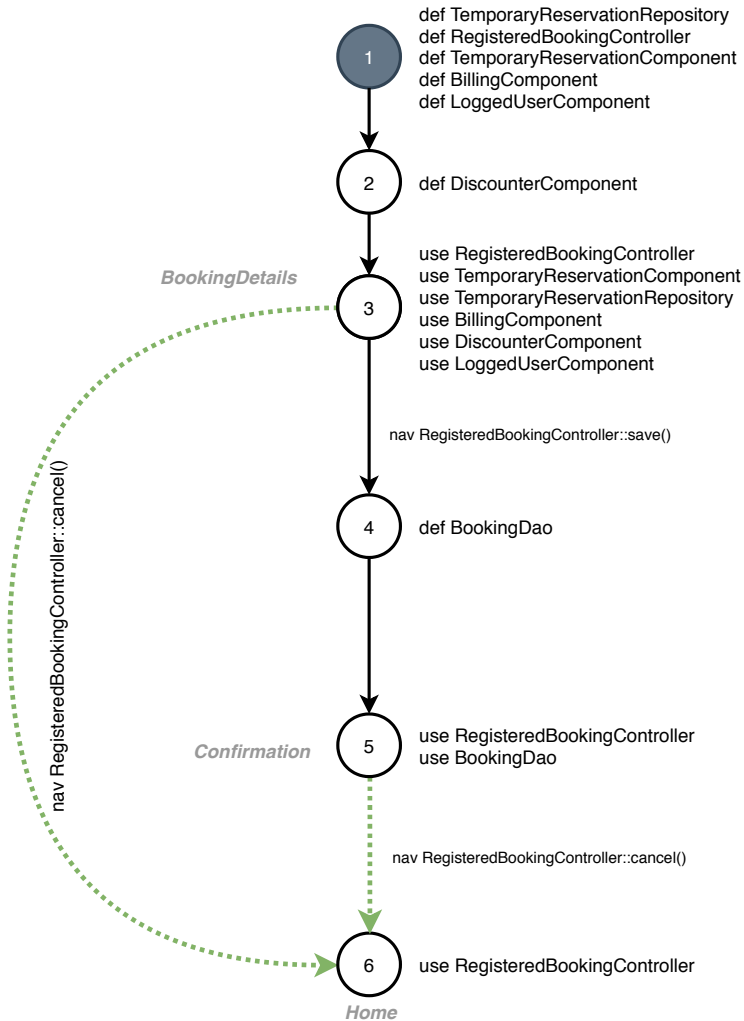 def TemporaryReservationRepository
def RegisteredBookingController
1
def TemporaryReservationComponent
def BillingComponent
def LoggedUserComponent
2
def DiscounterComponent
BookingDetails
3
use RegisteredBookingController
use TemporaryReservationComponent
use TemporaryReservationRepository
use BillingComponent
use DiscounterComponent
use LoggedUserComponent
nav RegisteredBookingController::save()
nav RegisteredBookingController::cancel()
4
def BookingDao
Confirmation
5
use RegisteredBookingController
use BookingDao
nav RegisteredBookingController::cancel()
6
use RegisteredBookingController
Home